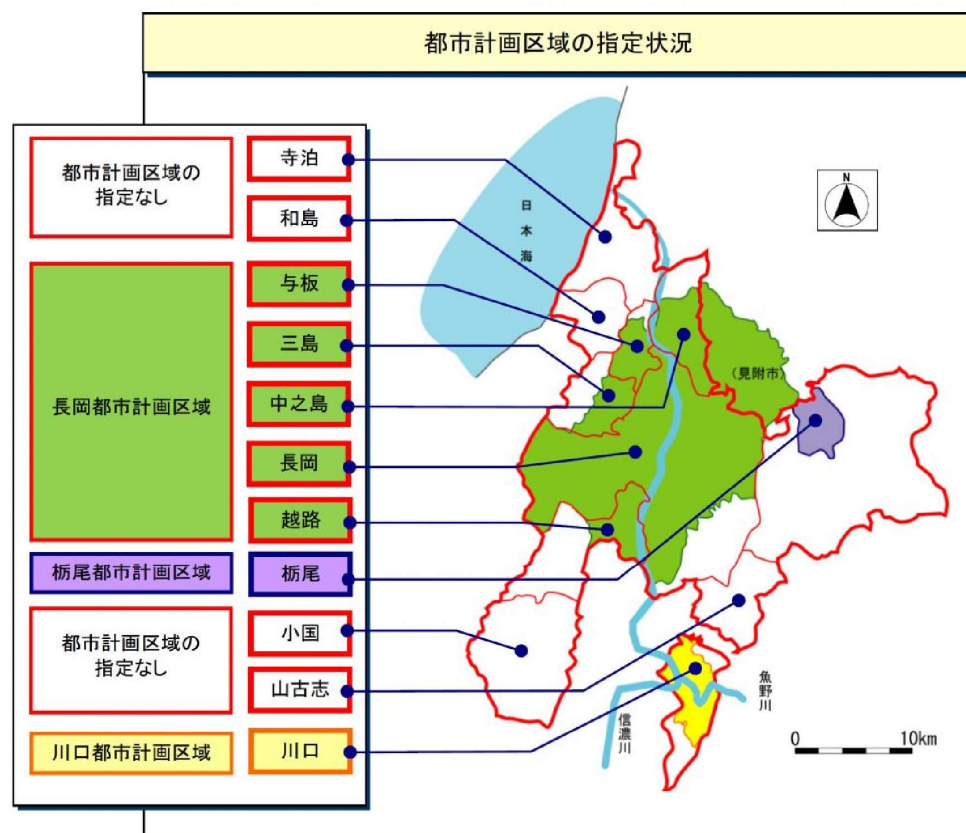 都市計画区域の指定状況
都市計画区域の
指定なし
寺泊
和島
長岡都市計画区域
与板
三島
中之島
長岡
越路
栃尾都市計画区域
栃尾
都市計画区域の
指定なし
小国
山古志
川口都市計画区域
川口
日本海
N
(見附市)
魚野川
信濃川
0 10km